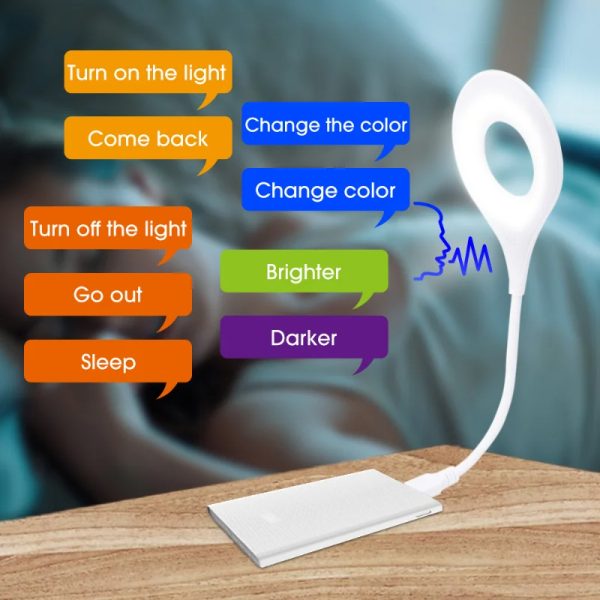 Turn on the light
Come back
Change the color
Change color
Turn off the light
Go out
Sleep
Brighter
Darker